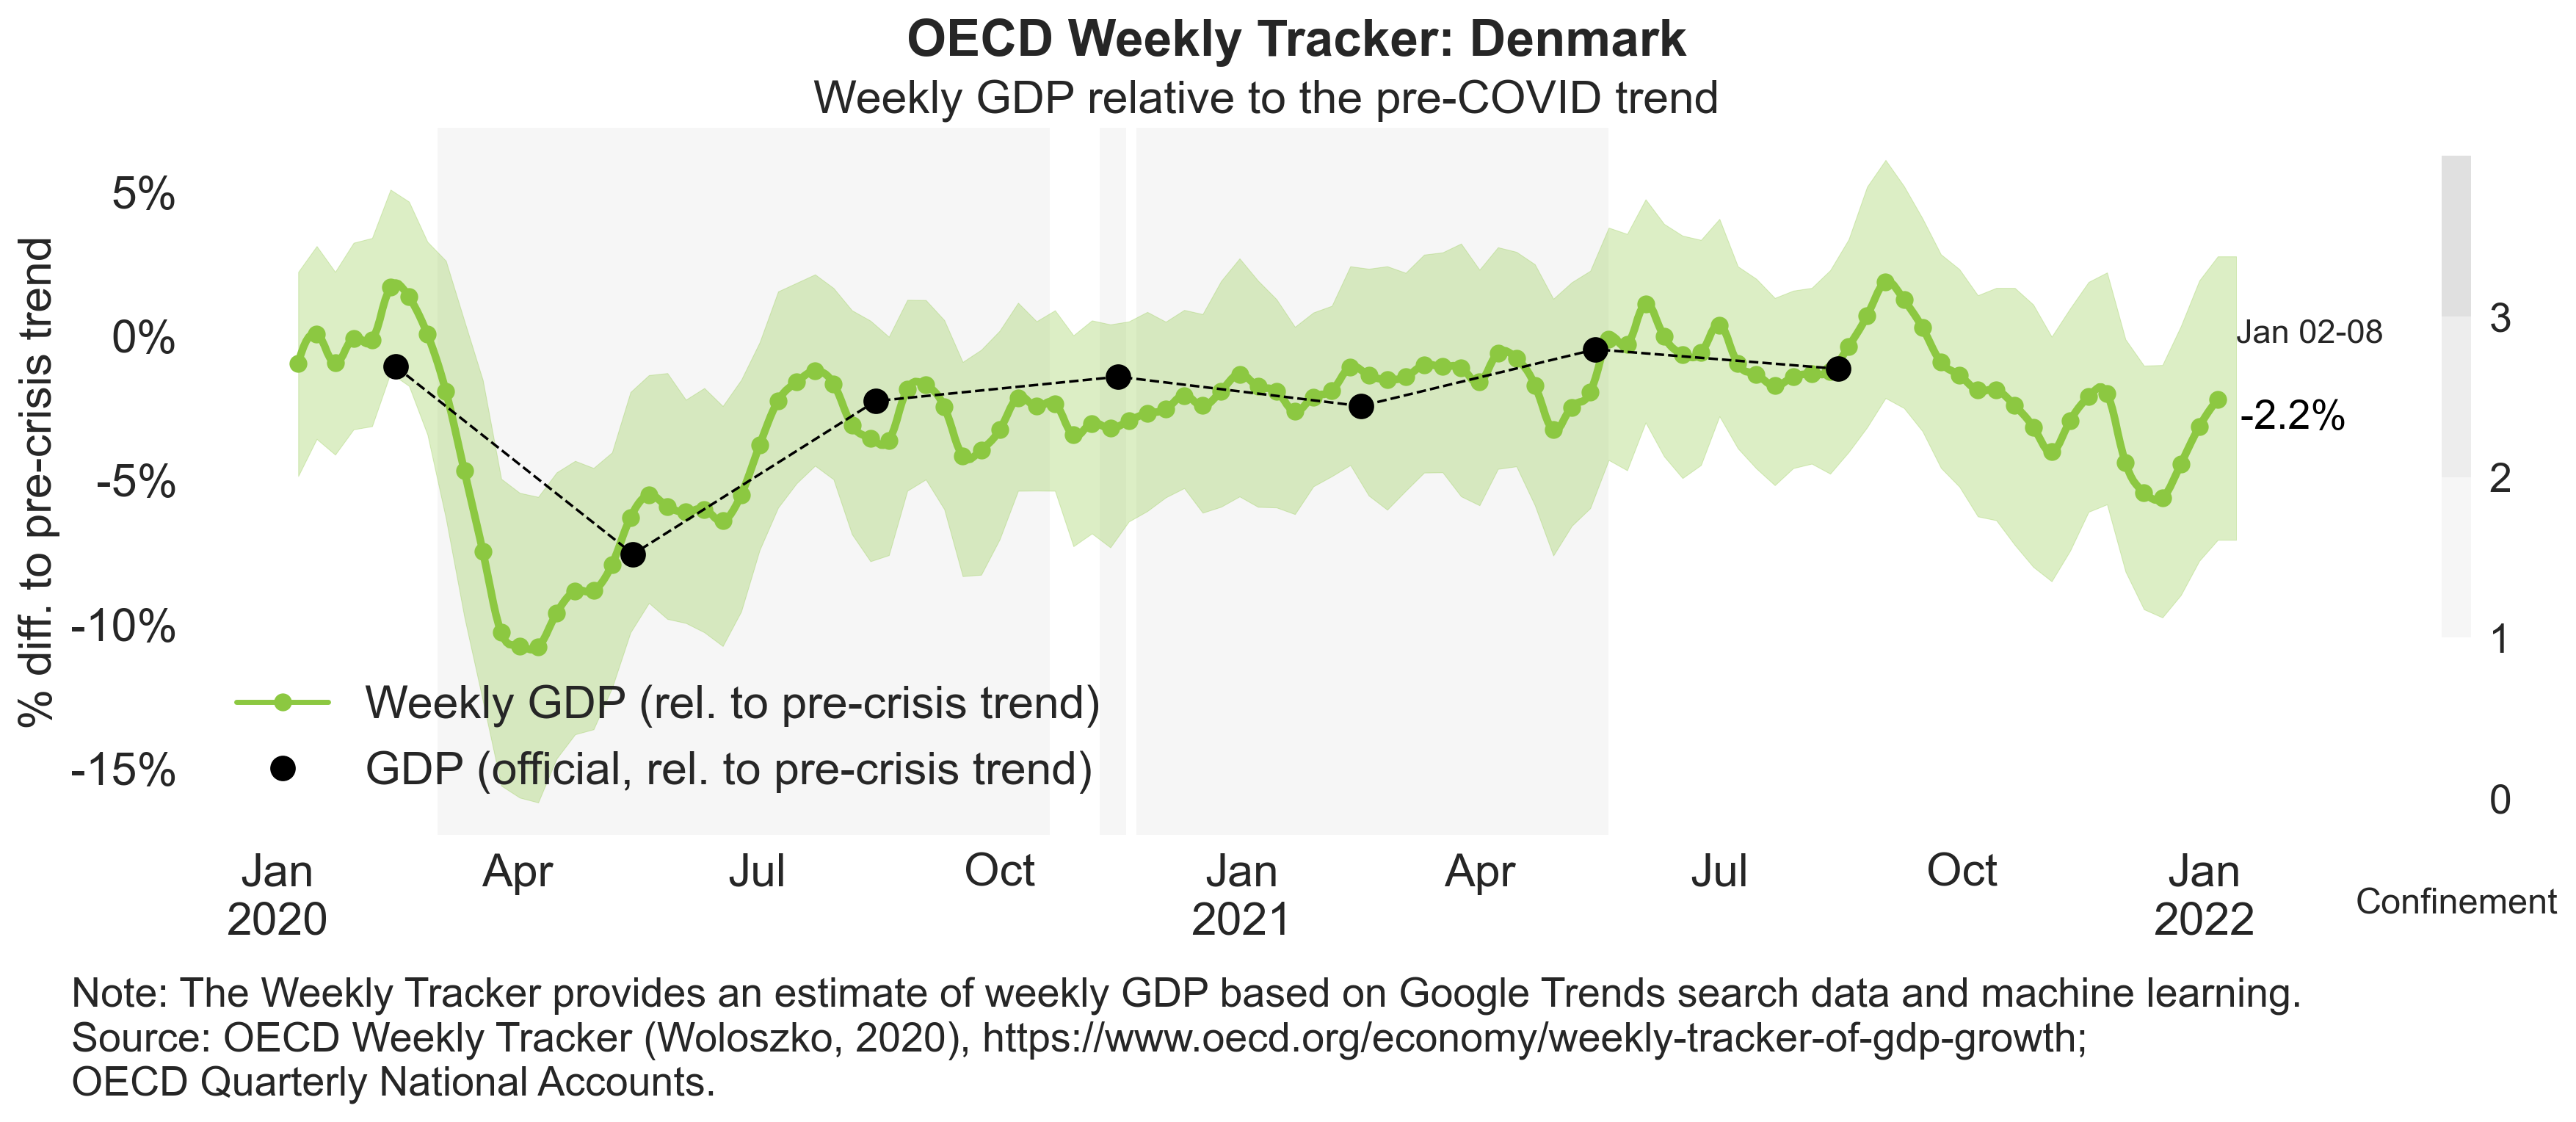 OECD Weekly Tracker: Denmark
Weekly GDP relative to the pre-COVID trend
% diff. to pre-crisis trend
5%
0%
-5%
-10%
-15%
Jan 02-08
-2.2%
3
2
1
0
Confinement
Weekly GDP (rel. to pre-crisis trend)
GDP (official, rel. to pre-crisis trend)
Jan Apr Jul Oct Jan Apr Jul Oct Jan
2020 2021 2022
Note: The Weekly Tracker provides an estimate of weekly GDP based on Google Trends search data and machine learning.
Source: OECD Weekly Tracker (Woloszko, 2020), https://www.oecd.org/economy/weekly-tracker-of-gdp-growth;
OECD Quarterly National Accounts.